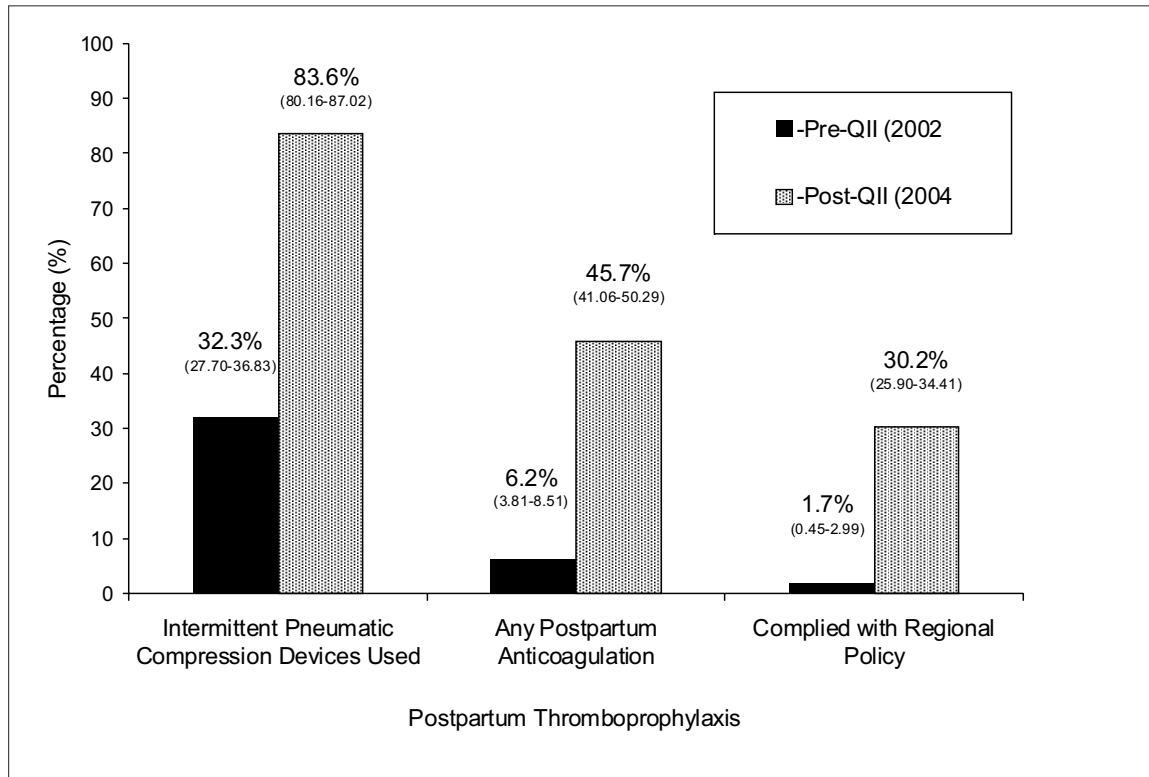 100
90
80
70
60
50
40
30
20
10
0
Percentage (%)
83.6%
(80.16-87.02)
32.3%
(27.70-36.83)
45.7%
(41.06-50.29)
6.2%
(3.81-8.51)
30.2%
(25.90-34.41)
1.7%
(0.45-2.99)
-Pre-QII (2002
-Post-QII (2004
Intermittent Pneumatic
Compression Devices Used
Any Postpartum
Anticoagulation
Complied with Regional
Policy
Postpartum Thromboprophylaxis